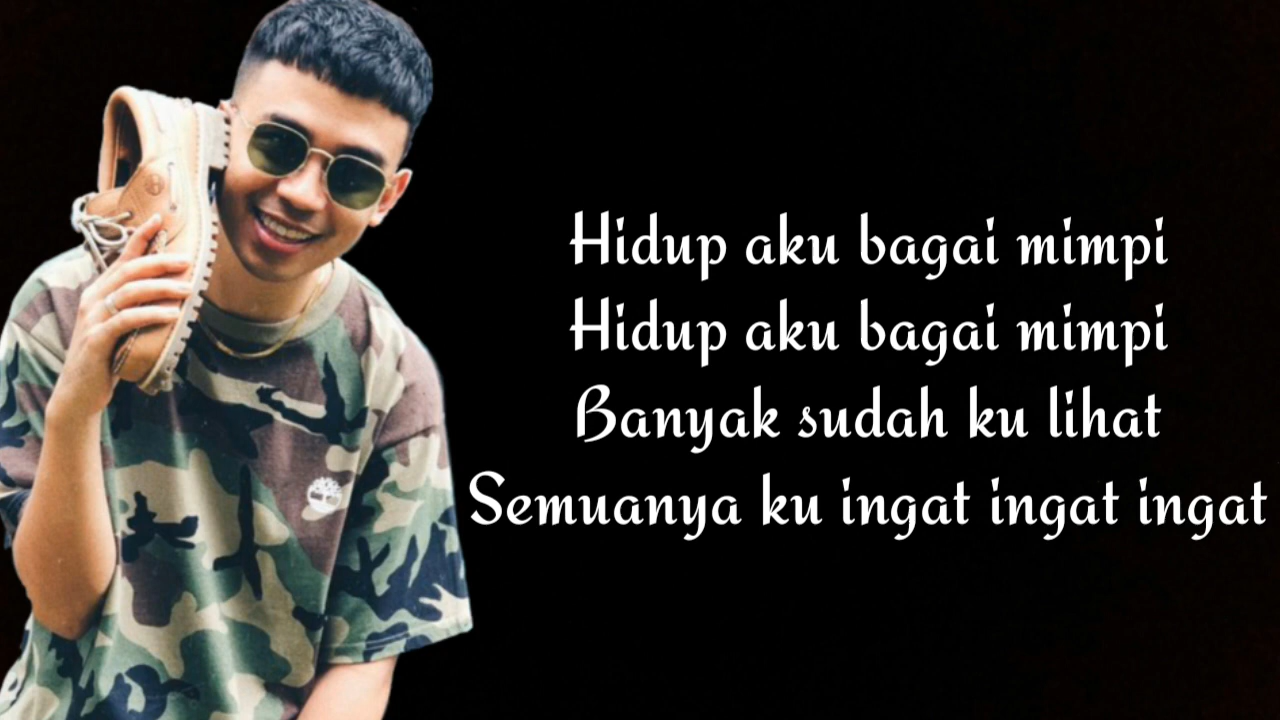 Hidup aku bagai mimpi
Hidup aku bagai mimpi
Banyak sudah ku lihat
Semuanya ku ingat ingat ingat